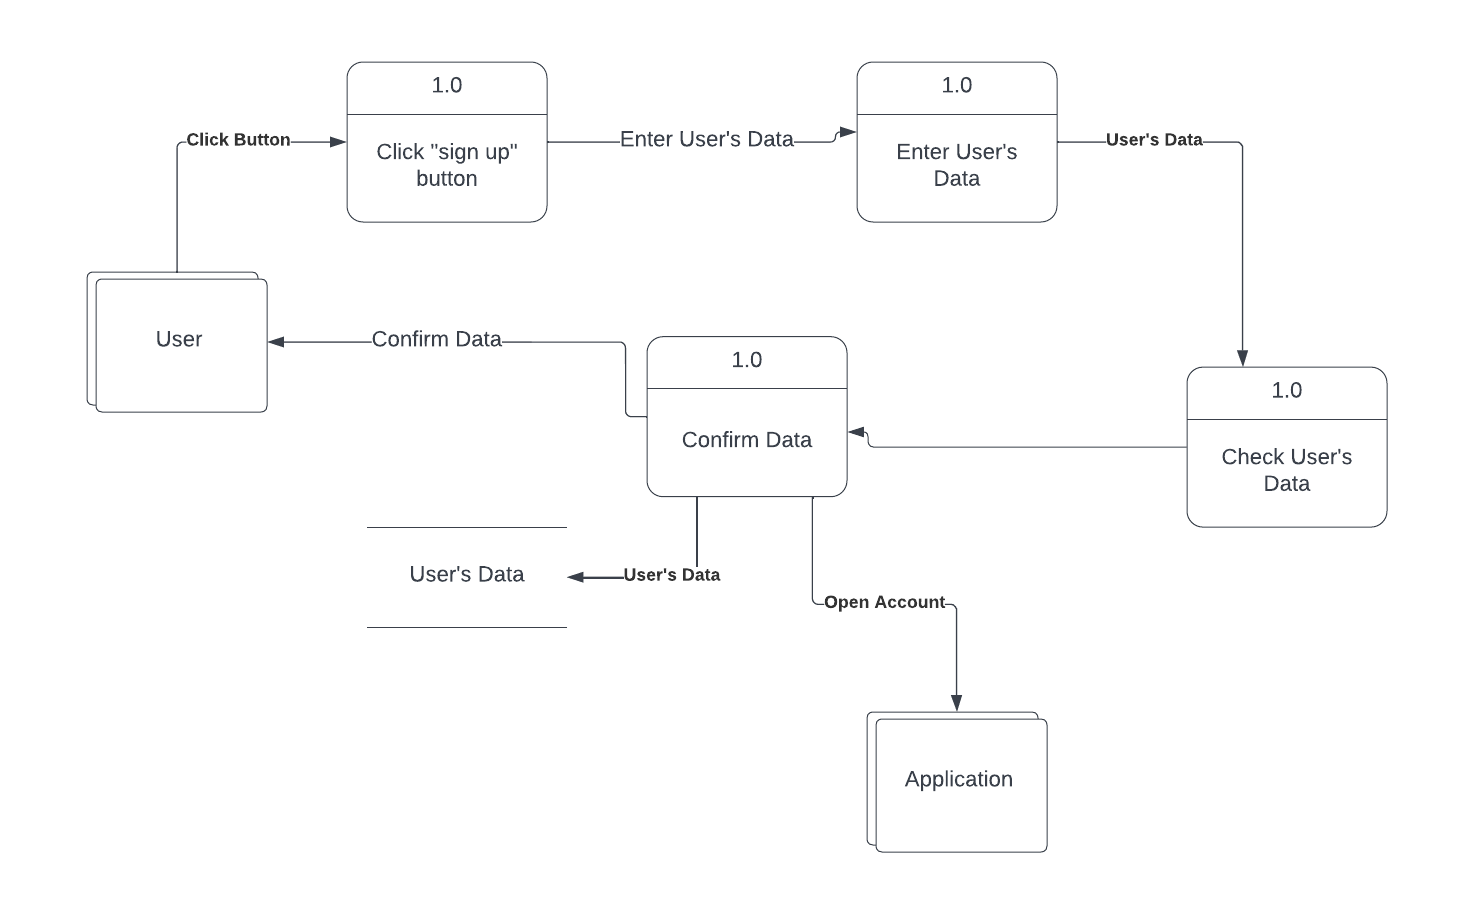 1.0
Click "sign up"
button
1.0
Enter User's
Data
Click Button
Enter User's Data
User's Data
User
Confirm Data
1.0
Confirm Data
1.0
Check User's
Data
User's Data
User's Data
Open Account
Application